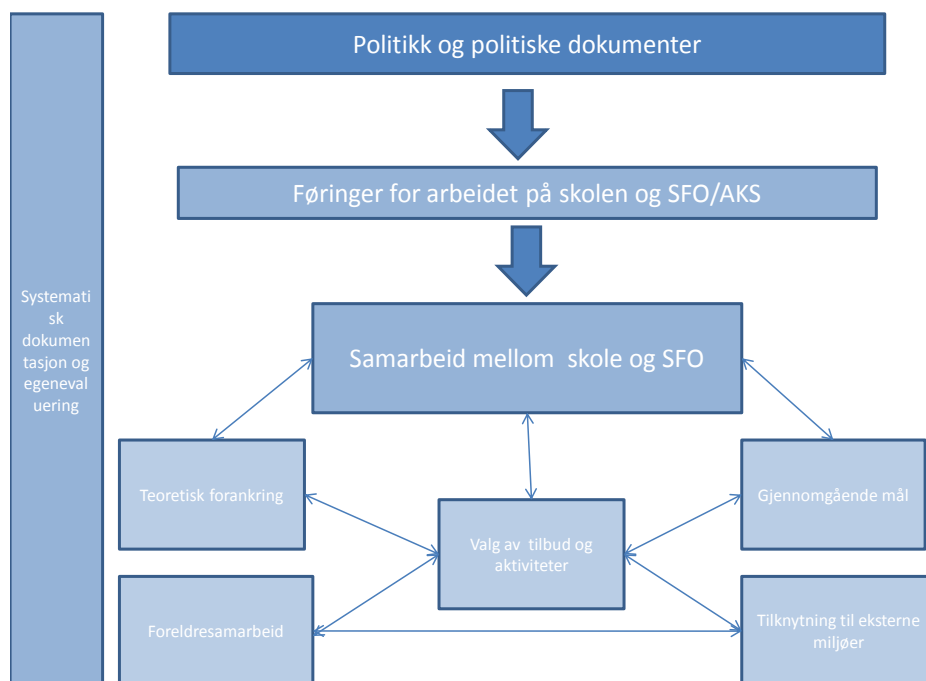 Politikk og politiske dokumenter
Føringer for arbeidet på skolen og SFO/AKS
Systemati
sk
dokumen
tasjon og
egeneval
uering
Samarbeid mellom skole og SFO
Teoretisk forankring
Gjennomgående mål
Valg av tilbud og
aktiviteter
Foreldresamarbeid
Tilknytning til eksterne
miljøer